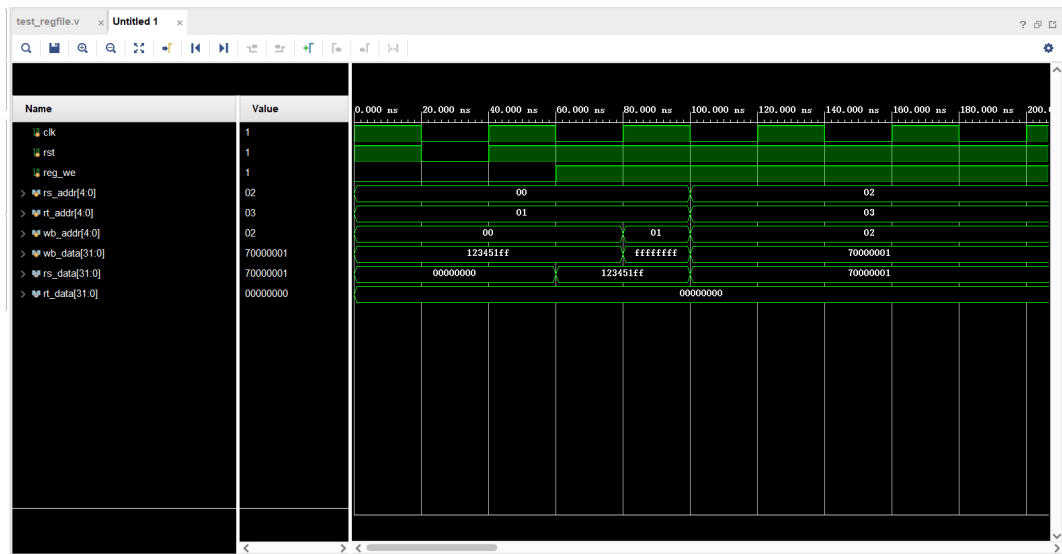 test_regfile.v × Untitled 1 ×
? 
Name Value 0.000 ns 20.000 ns 40.000 ns 60.000 ns 80.000 ns 100.000 ns 120.000 ns 140.000 ns 160.000 ns 180.000 ns 200.0
clk 1
rst 1
reg_we 1
rs_addr[4:0] 02 00 02
rt_addr[4:0] 03 01 03
wb_addr[4:0] 02 00 01 02
wb_data[31:0] 70000001 123451ff ffffffff 70000001
rs_data[31:0] 70000001 00000000 123451ff 70000001
rt_data[31:0] 00000000 00000000